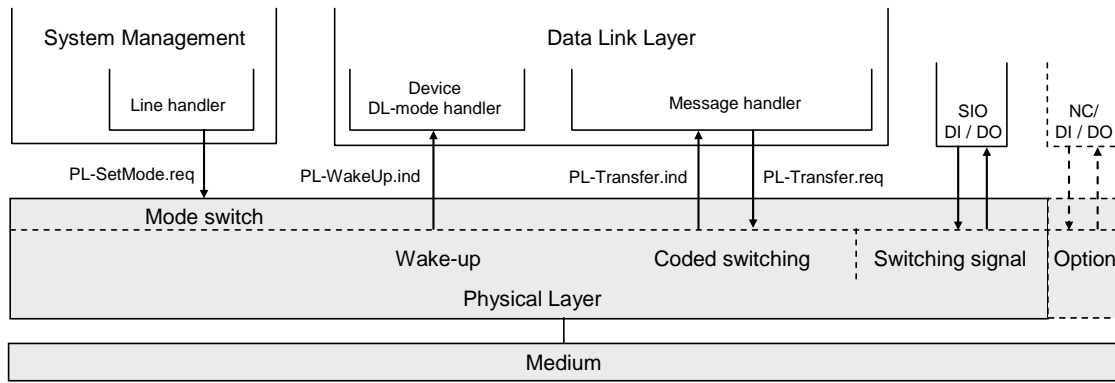 System Management
Data Link Layer
Line handler
Device
DL-mode handler
Message handler
SIO
DI / DO
NC/
DI / DO
PL-SetMode.req
PL-WakeUp.ind
PL-Transfer.ind
PL-Transfer.req
Mode switch
Wake-up
Coded switching
Switching signal
Option
Physical Layer
Medium